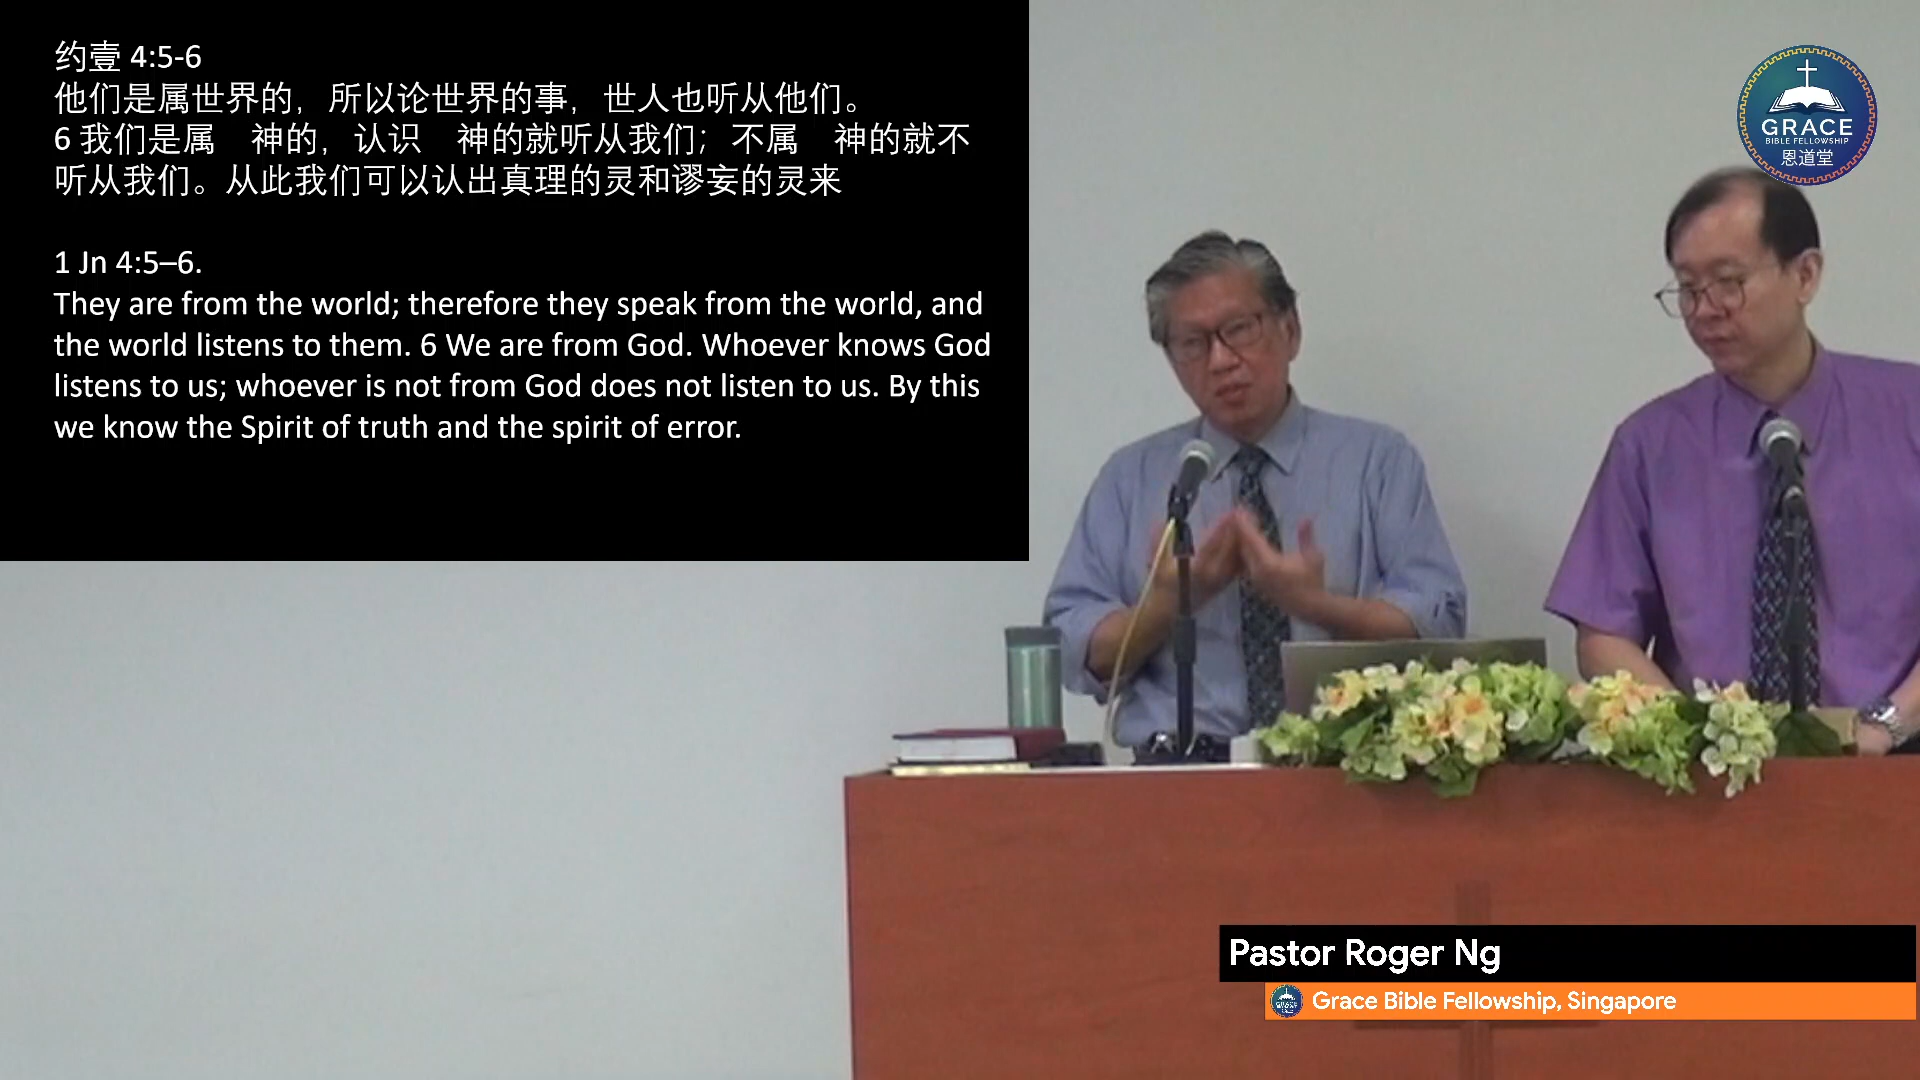 约壹 4:5-6
他们是属世界的，所以论世界的事，世人也听从他们。
6 我们是属　神的，认识　神的就听从我们；不属　神的就不
听从我们。从此我们可以认出真理的灵和谬妄的灵来
1 Jn 4:5–6.
They are from the world; therefore they speak from the world, and
the world listens to them. 6 We are from God. Whoever knows God
listens to us; whoever is not from God does not listen to us. By this
we know the Spirit of truth and the spirit of error.
GRACE
BIBLE FELLOWSHIP
恩道堂
Pastor Roger Ng
Grace Bible Fellowship, Singapore